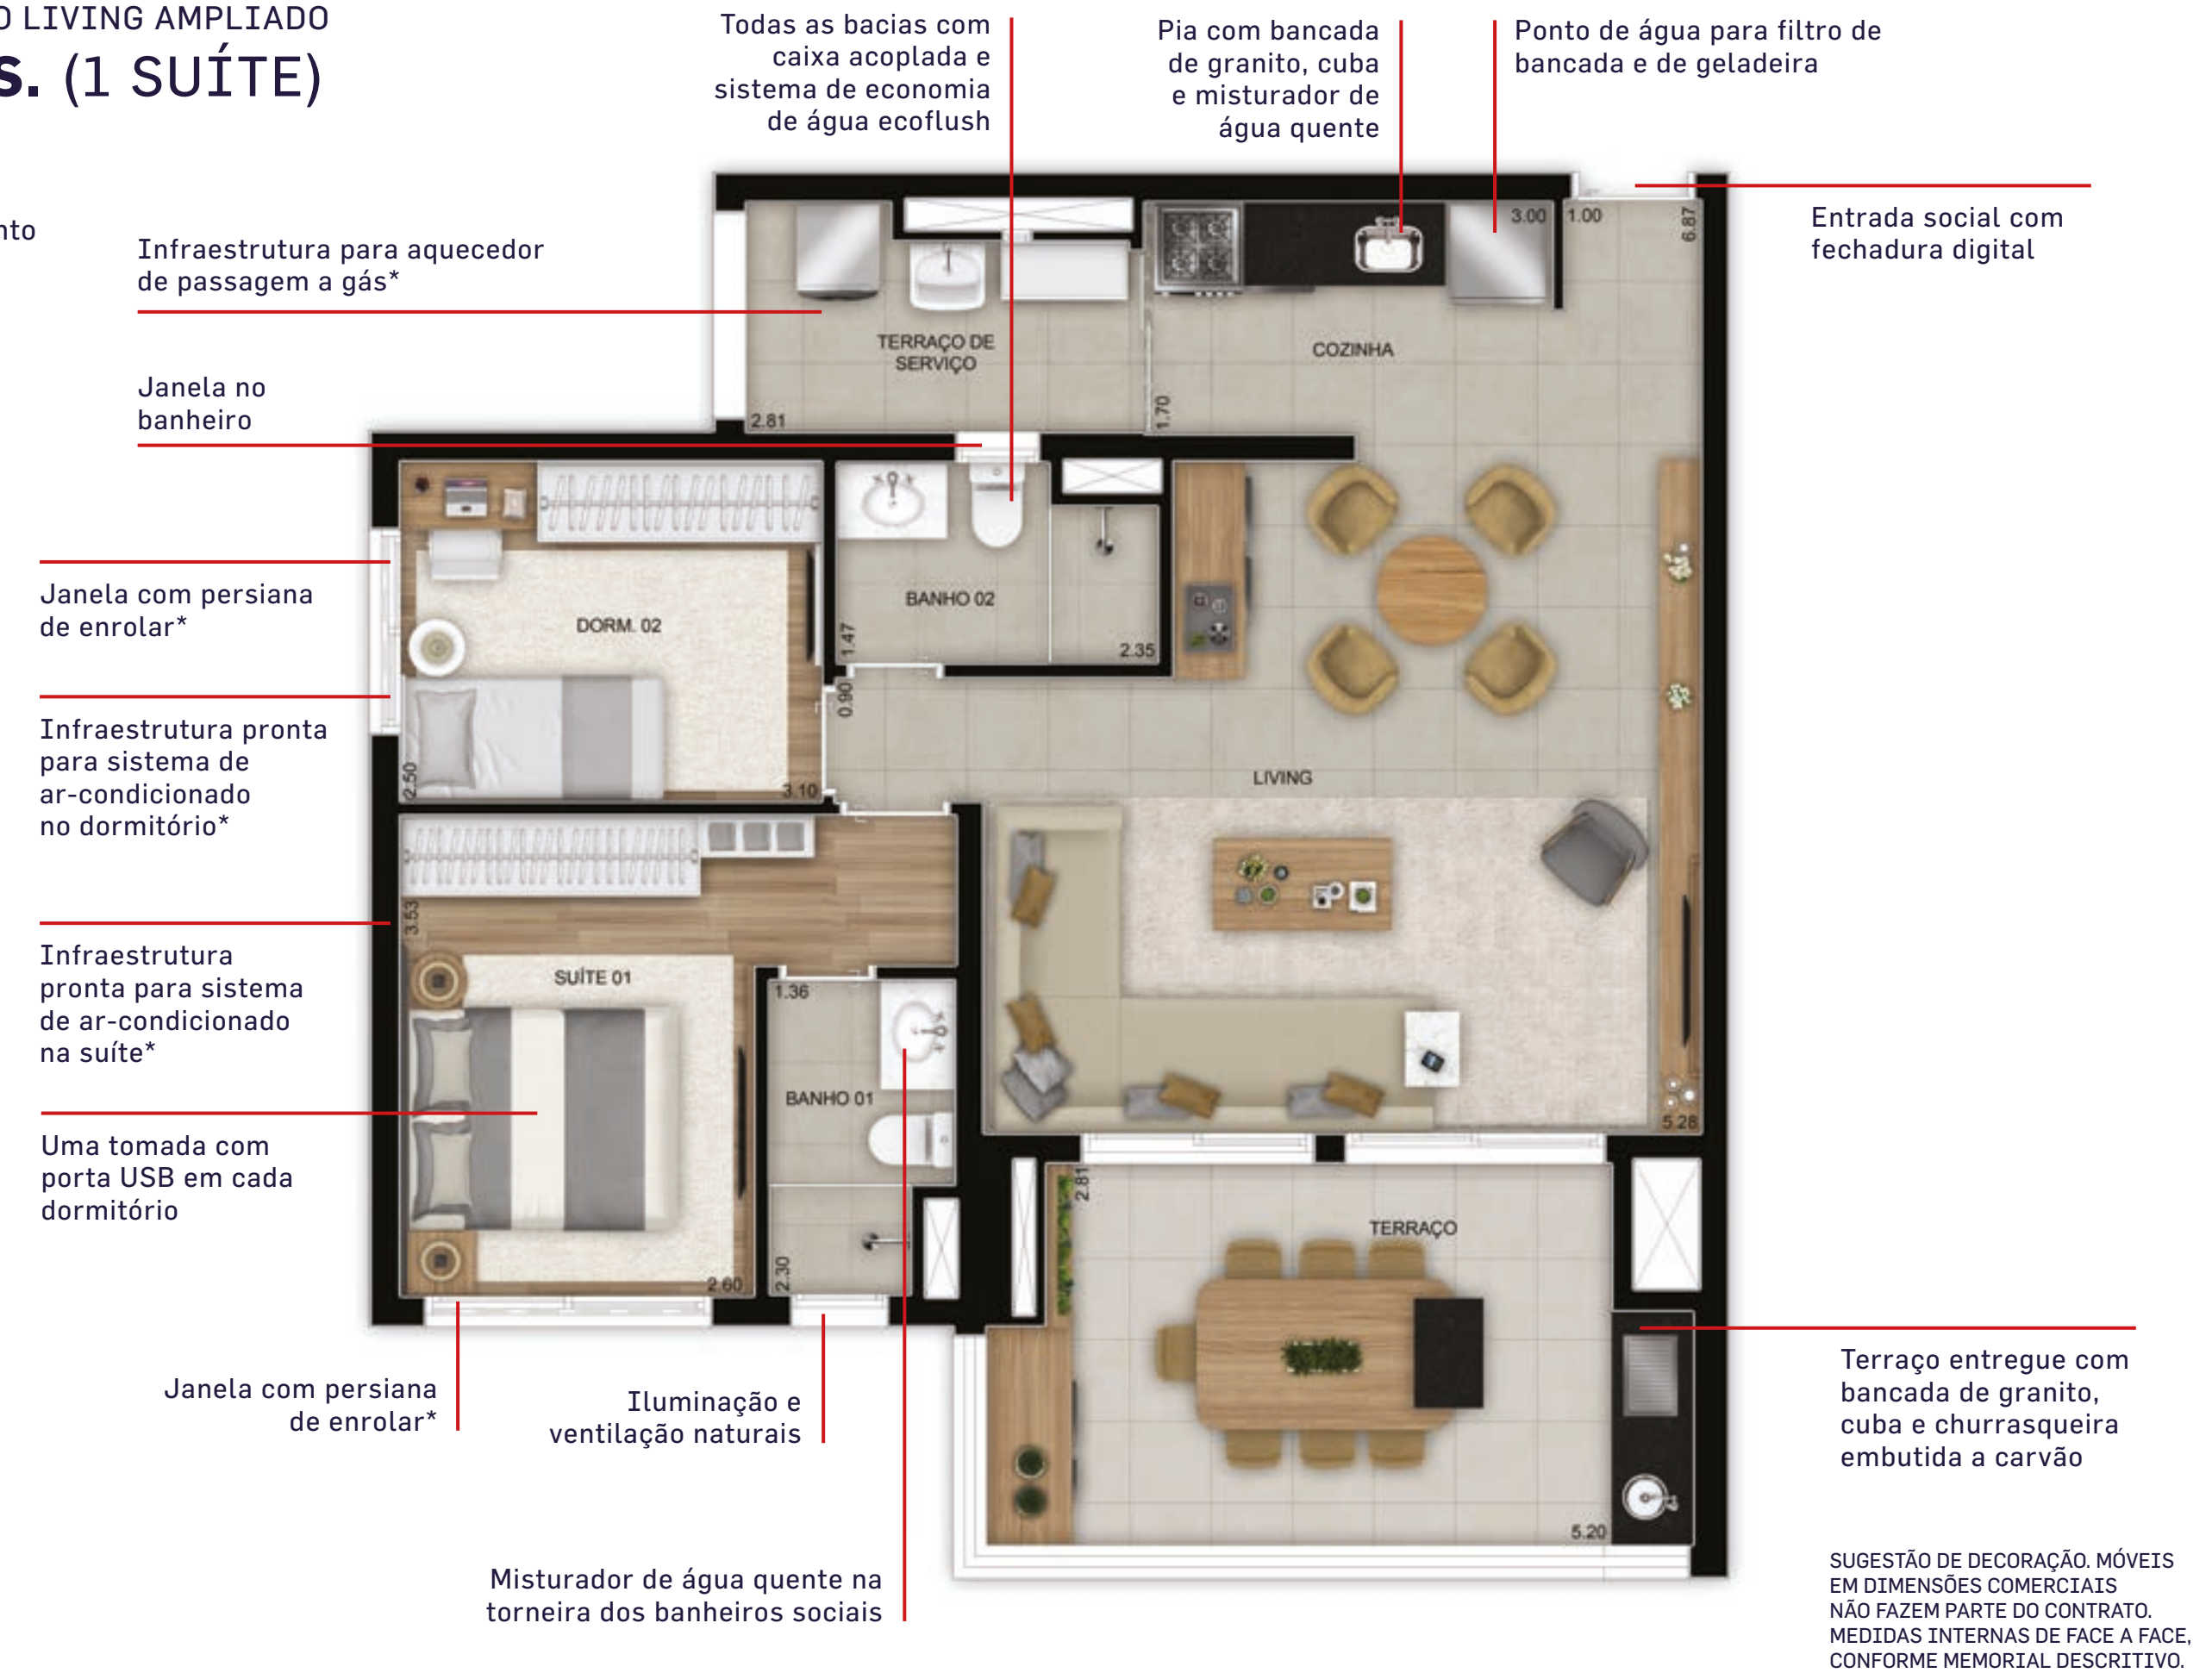 O LIVING AMPLIADO
S. (1 SUÍTE)
nto
Todas as bacias com
caixa acoplada e
sistema de economia
de água ecoflush
Pia com bancada
de granito, cuba
e misturador de
água quente
Ponto de água para filtro de
bancada e de geladeira
Entrada social com
fechadura digital
Infraestrutura para aquecedor
de passagem a gás*
Janela no
banheiro
Janela com persiana
de enrolar*
Infraestrutura pronta
para sistema de
ar-condicionado
no dormitório*
Infraestrutura
pronta para sistema
de ar-condicionado
na suíte*
Uma tomada com
porta USB em cada
dormitório
3.00
1.00
6.87
TERRAÇO DE
SERVIÇO
2.81
COZINHA
1.70
DORM. 02
2.50
3.10
BANHO 02
1.47
2.35
0.90
LIVING
5.28
3.53
SUÍTE 01
2.60
1.36
BANHO 01
2.30
2.81
TERRAÇO
5.20
Janela com persiana
de enrolar*
Iluminação e
ventilação naturais
Misturador de água quente na
torneira dos banheiros sociais
Terraço entregue com
bancada de granito,
cuba e churrasqueira
embutida a carvão
SUGESTÃO DE DECORAÇÃO. MÓVEIS
EM DIMENSÕES COMERCIAIS
NÃO FAZEM PARTE DO CONTRATO.
MEDIDAS INTERNAS DE FACE A FACE,
CONFORME MEMORIAL DESCRITIVO.